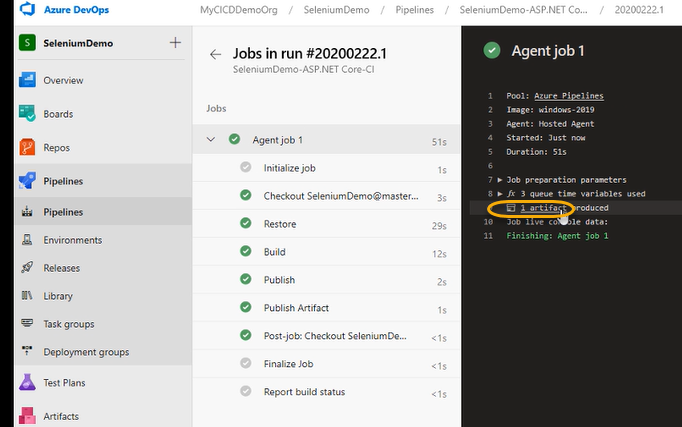 Azure DevOps
MyCICDDemoOrg / SeleniumDemo / Pipelines / SeleniumDemo-ASP.NET Co... / 20200222.1
S SeleniumDemo +
Overview
Boards
Repos
Pipelines
Pipelines
Environments
Releases
Library
Task groups
Deployment groups
Test Plans
Artifacts
Jobs in run #20200222.1
SeleniumDemo-ASP.NET Core-CI
Jobs
Agent job 1 51s
Initialize job 1s
Checkout SeleniumDemo@master... 3s
Restore 29s
Build 12s
Publish 2s
Publish Artifact 1s
Post-job: Checkout SeleniumDe... <1s
Finalize Job <1s
Report build status <1s
Agent job 1
1 Pool: Azure Pipelines
2 Image: windows-2019
3 Agent: Hosted Agent
4 Started: Just now
5 Duration: 51s
6
7 Job preparation parameters
8 fx 3 queue time variables used
1 artifact produced
10 Job live console data:
11 Finishing: Agent job 1